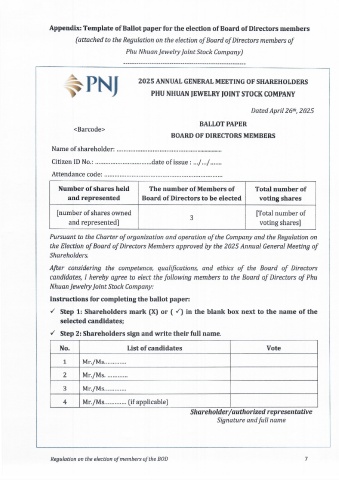 Appendix: Template of Ballot paper for the election of Board of Directors members
(attached to the Regulation on the election of Board of Directors members of
Phu Nhuan Jewelry Joint Stock Company)
PNJ
2025 ANNUAL GENERAL MEETING OF SHAREHOLDERS
PHU NHUAN JEWELRY JOINT STOCK COMPANY
Dated April 26th, 2025
<Barcode>
BALLOT PAPER
BOARD OF DIRECTORS MEMBERS
Name of shareholder: ......................................................
Citizen ID No.: ..............................date of issue : .../.../.......
Attendance code: ..............................................................
Number of shares held and represented
The number of Members of Board of Directors to be elected
Total number of voting shares
[number of shares owned and represented]
3
[Total number of voting shares]
Pursuant to the Charter of organization and operation of the Company and the Regulation on
the Election of Board of Directors Members approved by the 2025 Annual General Meeting of
Shareholders.
After considering the competence, qualifications, and ethics of the Board of Directors
candidates, I hereby agree to elect the following members to the Board of Directors of Phu
Nhuan Jewelry Joint Stock Company:
Instructions for completing the ballot paper:
✓ Step 1: Shareholders mark (X) or ( ✓) in the blank box next to the name of the
selected candidates;
✓ Step 2: Shareholders sign and write their full name.
No. List of candidates Vote
1 Mr./Ms............
2 Mr./Ms. ...........
3 Mr./Ms............
4 Mr./Ms............ (if applicable)
Shareholder/authorized representative
Signature and full name
Regulation on the election of members of the BOD 7